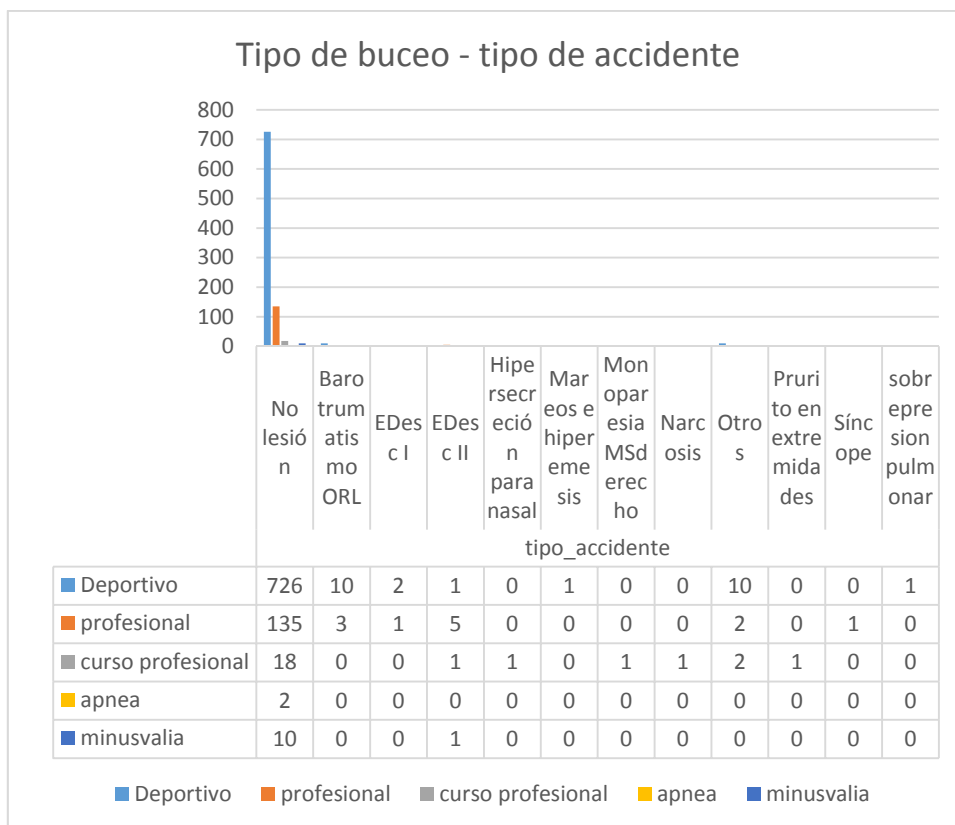 Tipo de buceo - tipo de accidente
800
700
600
500
400
300
200
100
0
No
lesió
n
Baro
trum
atis
mo
ORL
EDes
c I
EDes
c II
Hipe
rsecr
eció
n
para
nasal
Mar
eos e
hiper
eme
sis
Mon
opar
esia
MSd
erec
ho
Narc
osis
Otro
s
Pruri
to en
extre
mida
des
Sínc
ope
sobr
epre
sion
pulm
onar
tipo_accidente
Deportivo 726 10 2 1 0 1 0 0 10 0 0 1
profesional 135 3 1 5 0 0 0 0 2 0 1 0
curso profesional 18 0 0 1 1 0 1 1 2 1 0 0
apnea 2 0 0 0 0 0 0 0 0 0 0 0
minusvalia 10 0 0 1 0 0 0 0 0 0 0 0
Deportivo profesional curso profesional apnea minusvalia